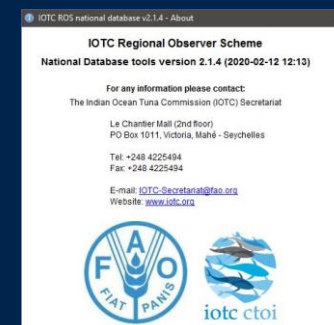 IOTC ROS national database v2.1.4 - About
IOTC Regional Observer Scheme
National Database tools version 2.1.4 (2020-02-12 12:13)
For any information please contact:
The Indian Ocean Tuna Commission (IOTC) Secretariat
Le Chantier Mall (2nd floor)
PO Box 1011, Victoria, Mahé - Seychelles
Tel: +248 4225494
Fax: +248 4225494
E-mail: IOTC-Secretariat@fao.org
Website: www.iotc.org
FAO
FIAT PANIS
iotc ctoi